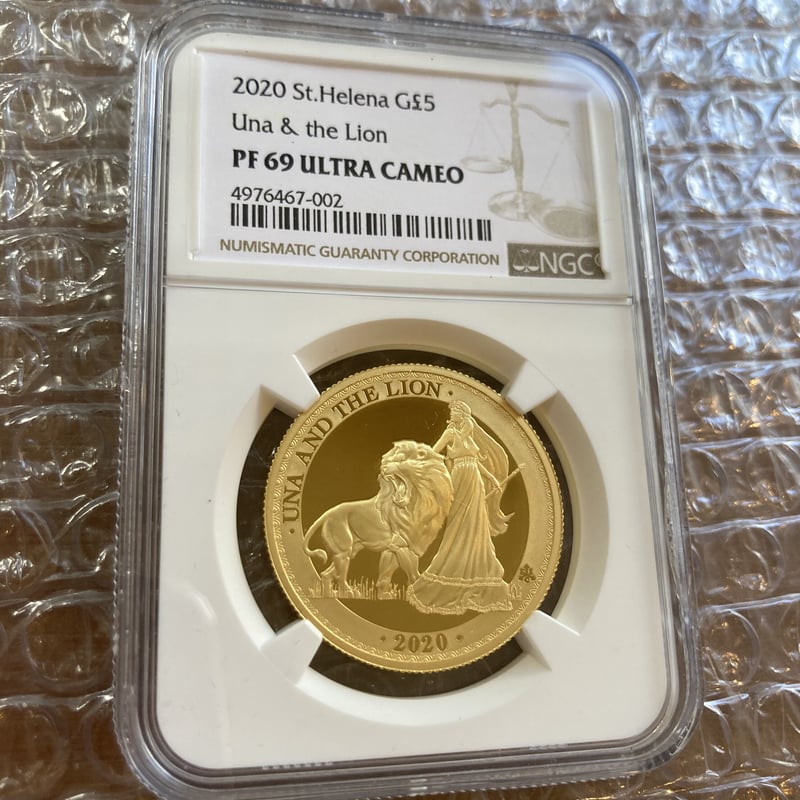 2020 St.Helena G£5
Una & the Lion
PF 69 ULTRA CAMEO
4976467-002
NUMISMATIC GUARANTY CORPORATION
NGC
· UNA AND THE LION ·
· 2020 ·